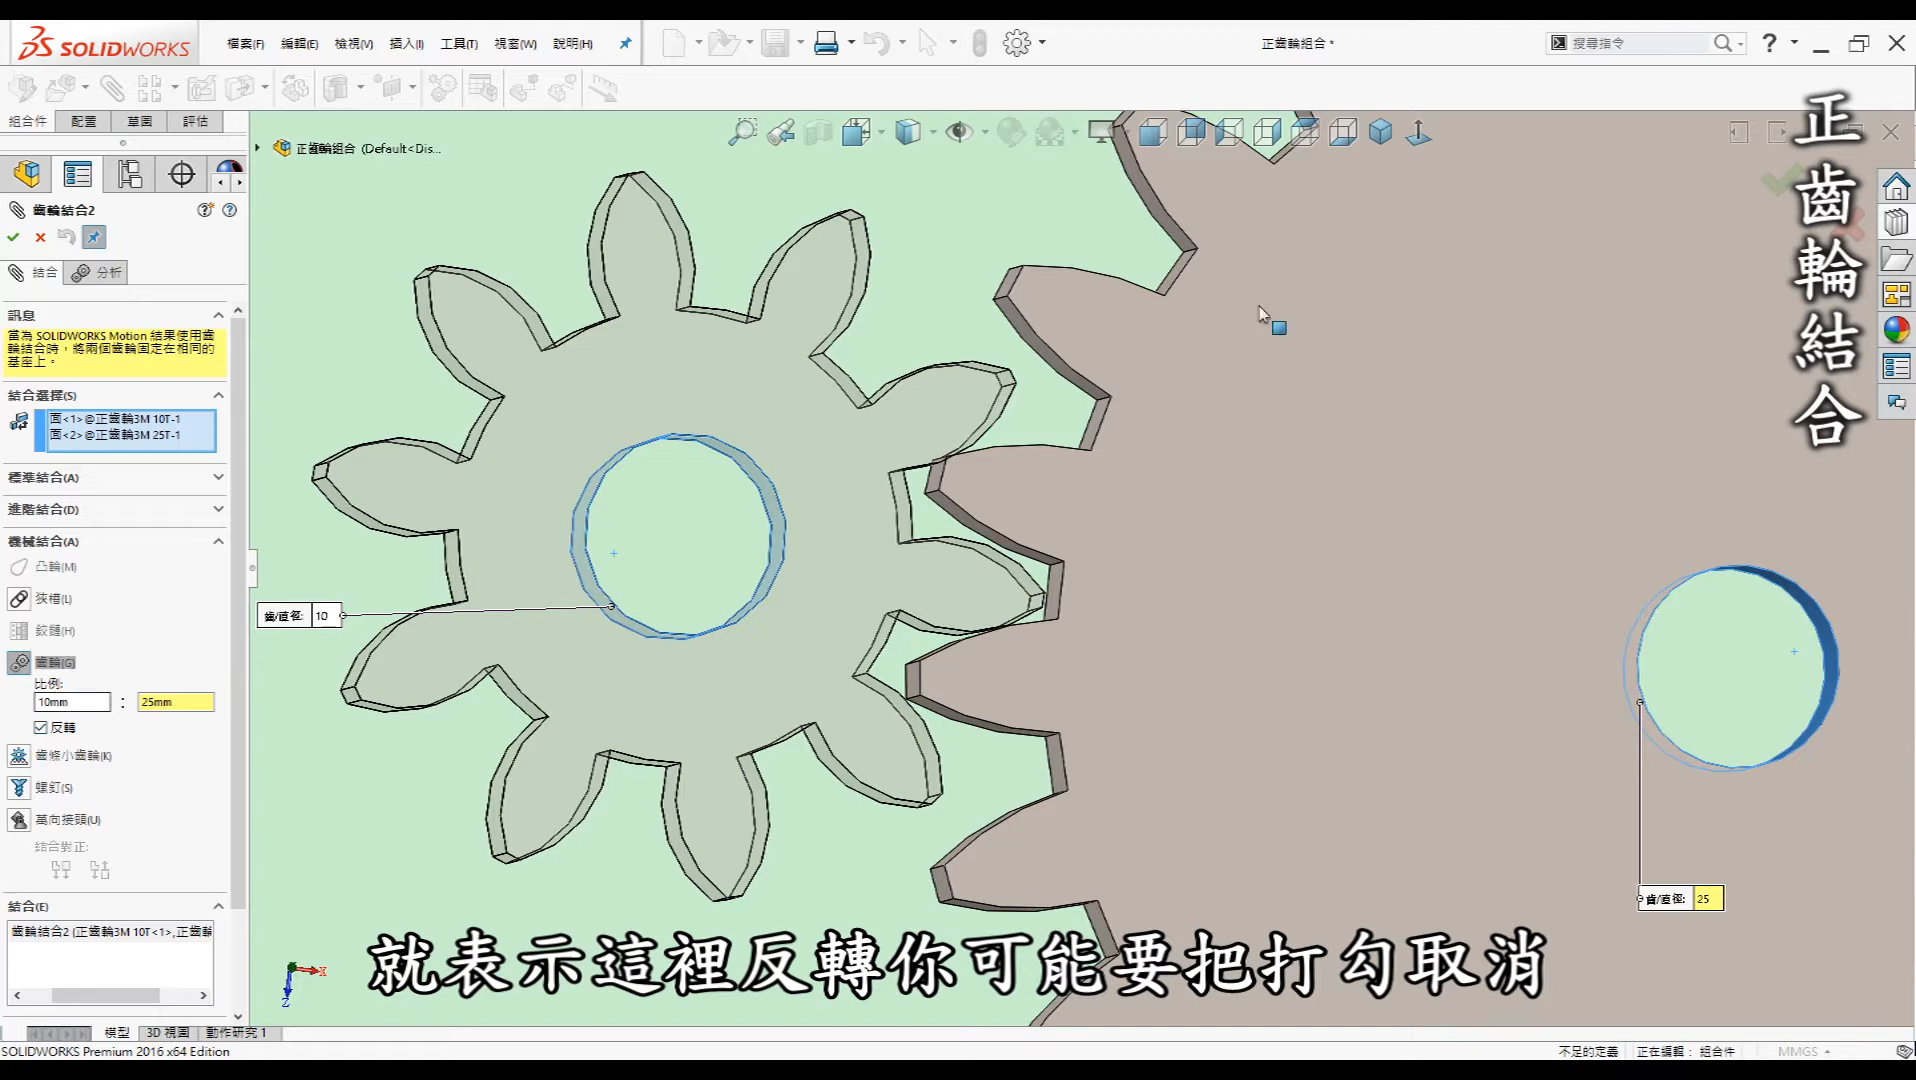 SOLIDWORKS
檔案(F) 編輯(E) 檢視(V) 插入(I) 工具(T) 視窗(W) 說明(H)
正齒輪組合 *
搜尋指令
組合件 配置 草圖 評估
正齒輪組合 (Default<Dis...
齒輪結合2
結合 分析
訊息
當為 SOLIDWORKS Motion 結果使用齒
輪結合時，將兩個齒輪固定在相同的
基座上。
結合選擇(S)
面<1>@正齒輪3M 10T-1
面<2>@正齒輪3M 25T-1
標準結合(A)
進階結合(D)
機械結合(A)
凸輪(M)
狹槽(L)
鉸鏈(H)
齒輪(G)
比例:
10mm : 25mm
反轉
齒條小齒輪(K)
螺釘(S)
萬向接頭(U)
結合對正:
結合(E)
齒輪結合2 (正齒輪3M 10T<1>,正齒輪
齒/直徑: 10
齒/直徑: 25
正齒輪結合
X
Z
就表示這裡反轉你可能要把打勾取消
模型 3D 視圖 動作研究 1
SOLIDWORKS Premium 2016 x64 Edition
不足的定義 正在編輯： 組合件 MMGS